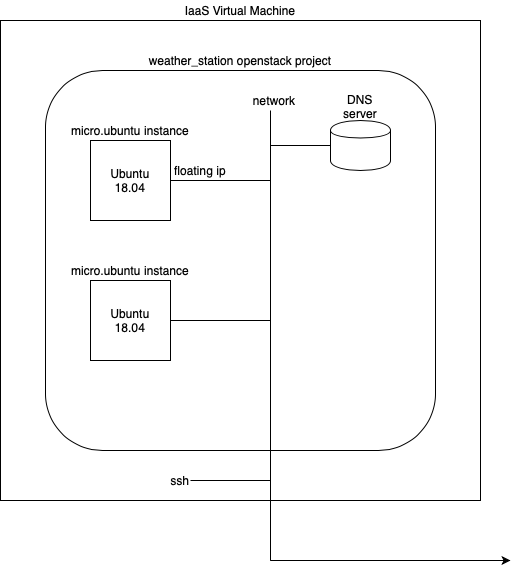 IaaS Virtual Machine
weather_station openstack project
network
DNS
server
micro.ubuntu instance
Ubuntu
18.04
floating ip
micro.ubuntu instance
Ubuntu
18.04
ssh